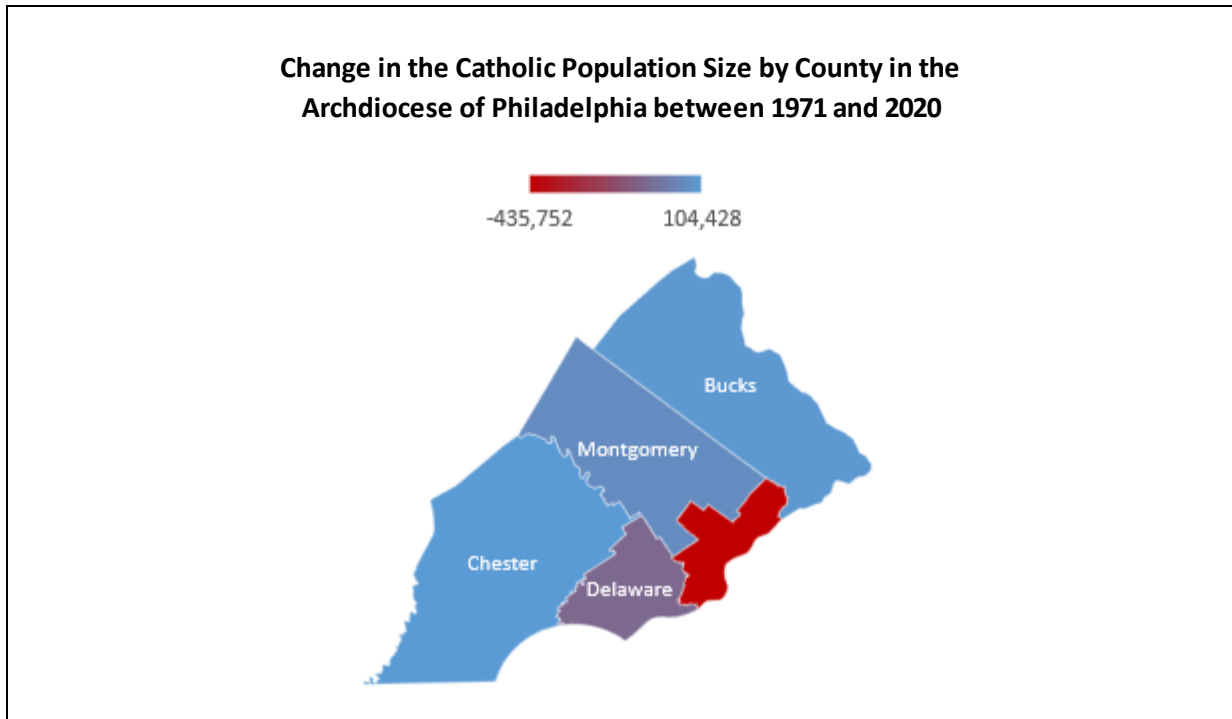 Change in the Catholic Population Size by County in the
Archdiocese of Philadelphia between 1971 and 2020
-435,752 104,428
Bucks
Montgomery
Chester
Delaware